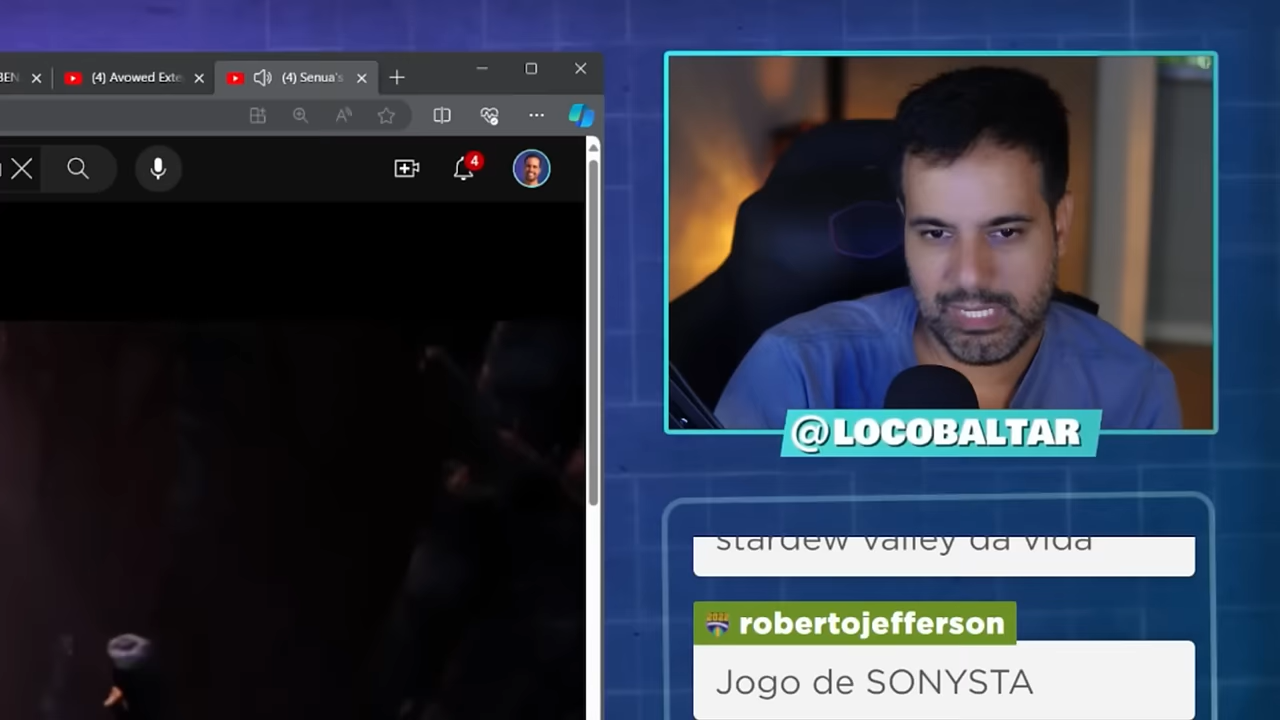 (4) Avowed Exte
(4) Senua's
4
@LOCOBALTAR
stardew valley da vida
robertojefferson
Jogo de SONYSTA